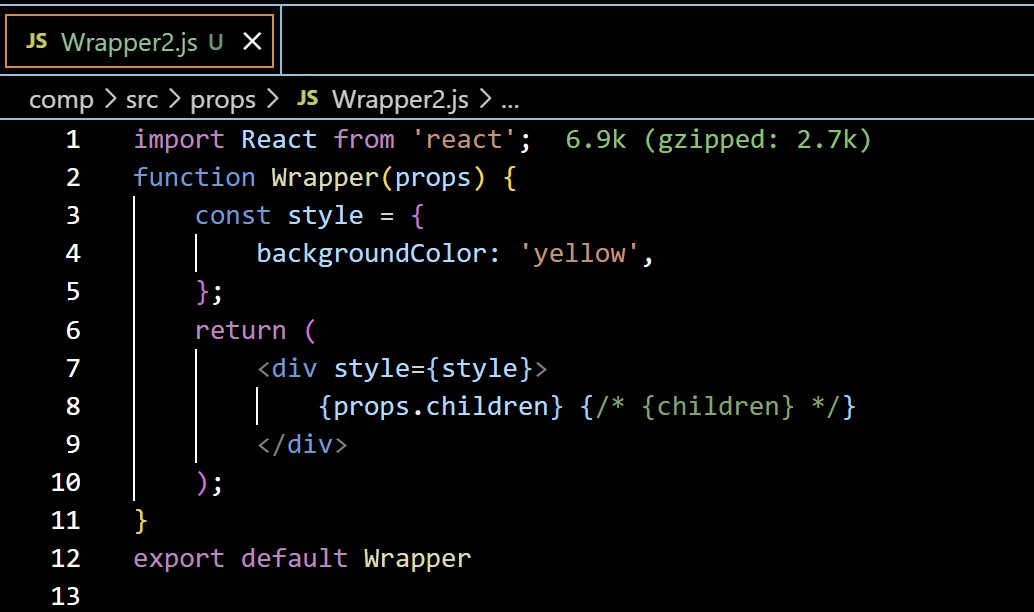 JS Wrapper2.js U ×
comp > src > props > JS Wrapper2.js > ...
1 import React from 'react'; 6.9k (gzipped: 2.7k)
2 function Wrapper(props) {
3     const style = {
4         backgroundColor: 'yellow',
5     };
6     return (
7         <div style={style}>
8             {props.children} {/* {children} */}
9         </div>
10     );
11 }
12 export default Wrapper
13